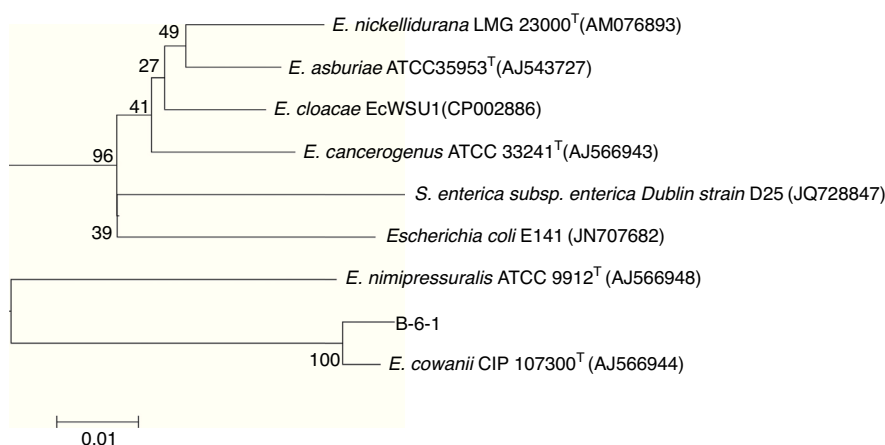 49 E. nickellidurana LMG 23000T(AM076893)
27 E. asburiae ATCC35953T(AJ543727)
41 E. cloacae EcWSU1(CP002886)
96 E. cancerogenus ATCC 33241T(AJ566943)
S. enterica subsp. enterica Dublin strain D25 (JQ728847)
39 Escherichia coli E141 (JN707682)
E. nimipressuralis ATCC 9912T (AJ566948)
B-6-1
100 E. cowanii CIP 107300T (AJ566944)
0.01